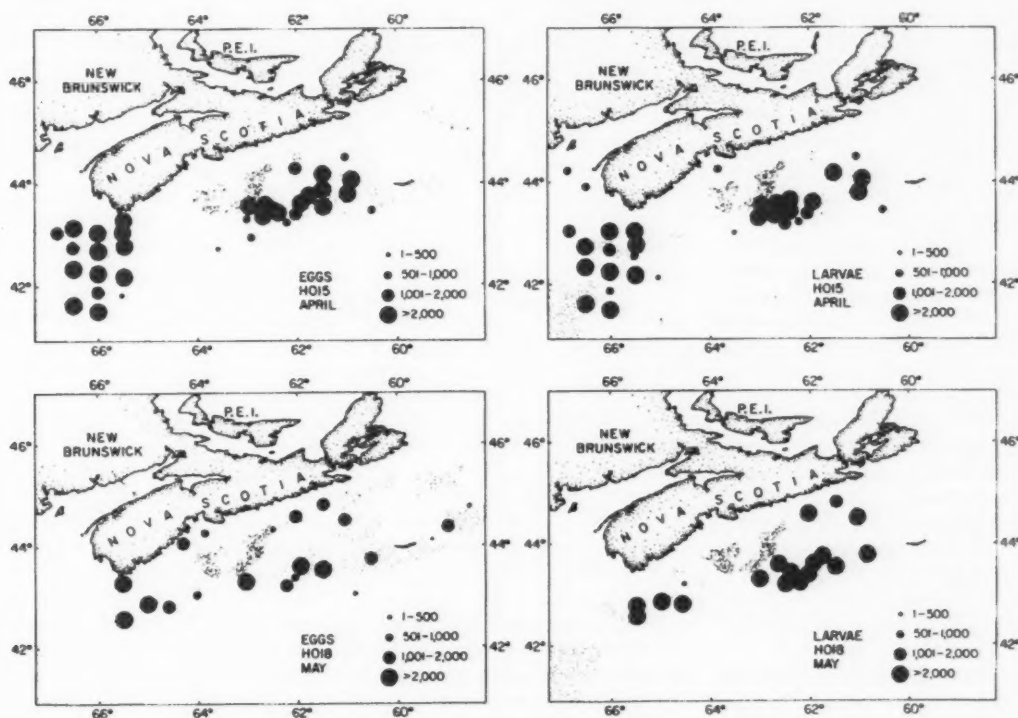 66° 64° 62° 60°
P.E.I.
46° 46°
NEW
BRUNSWICK
NOVA SCOTIA
44° 44°
42° 42°
EGGS
HO15
APRIL
1-500
501-1,000
1,001-2,000
>2,000
66° 64° 62° 60°
66° 64° 62° 60°
P.E.I.
46° 46°
NEW
BRUNSWICK
NOVA SCOTIA
44° 44°
42° 42°
LARVAE
HO15
APRIL
1-500
501-1,000
1,001-2,000
>2,000
66° 64° 62° 60°
66° 64° 62° 60°
P.E.I.
46° 46°
NEW
BRUNSWICK
NOVA SCOTIA
44° 44°
42° 42°
EGGS
HO18
MAY
1-500
501-1,000
1,001-2,000
>2,000
66° 64° 62° 60°
66° 64° 62° 60°
P.E.I.
46° 46°
NEW
BRUNSWICK
NOVA SCOTIA
44° 44°
42° 42°
LARVAE
HO18
MAY
1-500
501-1,000
1,001-2,000
>2,000
66° 64° 62° 60°